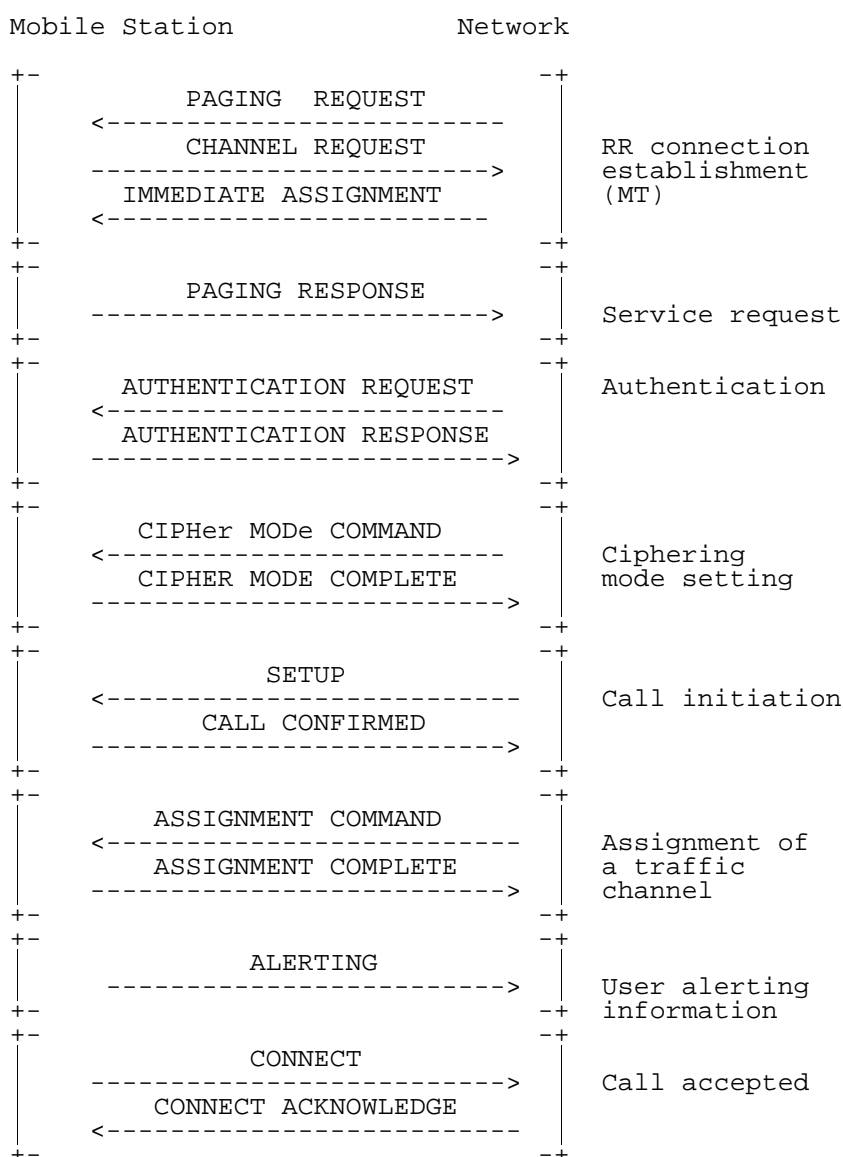 Mobile Station Network
PAGING REQUEST
CHANNEL REQUEST RR connection
establishment
IMMEDIATE ASSIGNMENT (MT)
PAGING RESPONSE
Service request
AUTHENTICATION REQUEST Authentication
AUTHENTICATION RESPONSE
CIPHer MODe COMMAND
Ciphering
CIPHER MODE COMPLETE mode setting
SETUP
Call initiation
CALL CONFIRMED
ASSIGNMENT COMMAND
Assignment of
ASSIGNMENT COMPLETE a traffic
channel
ALERTING
User alerting
information
CONNECT
Call accepted
CONNECT ACKNOWLEDGE